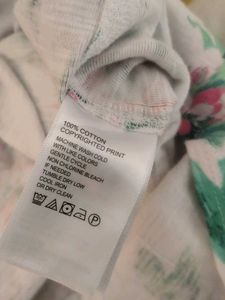 100% COTTON
COPYRIGHTED PRINT
MACHINE WASH COLD
WITH LIKE COLORS
GENTLE CYCLE
NON CHLORINE BLEACH
IF NEEDED
TUMBLE DRY LOW
COOL IRON
OR DRY CLEAN